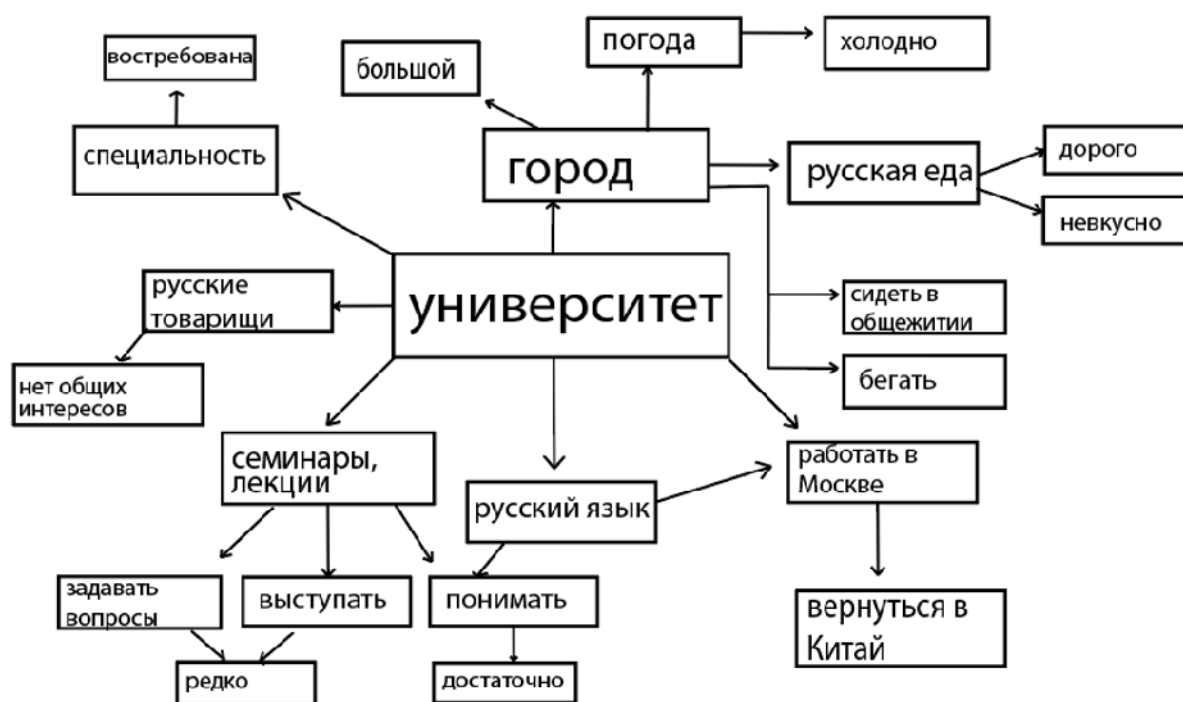 погода
холодно
востребована
большой
специальность
город
русская еда
дорого
невкусно
русские
товарищи
университет
сидеть в
общежитии
нет общих
интересов
бегать
семинары,
лекции
русский язык
работать в
Москве
задавать
вопросы
выступать
понимать
вернуться в
Китай
редко
достаточно